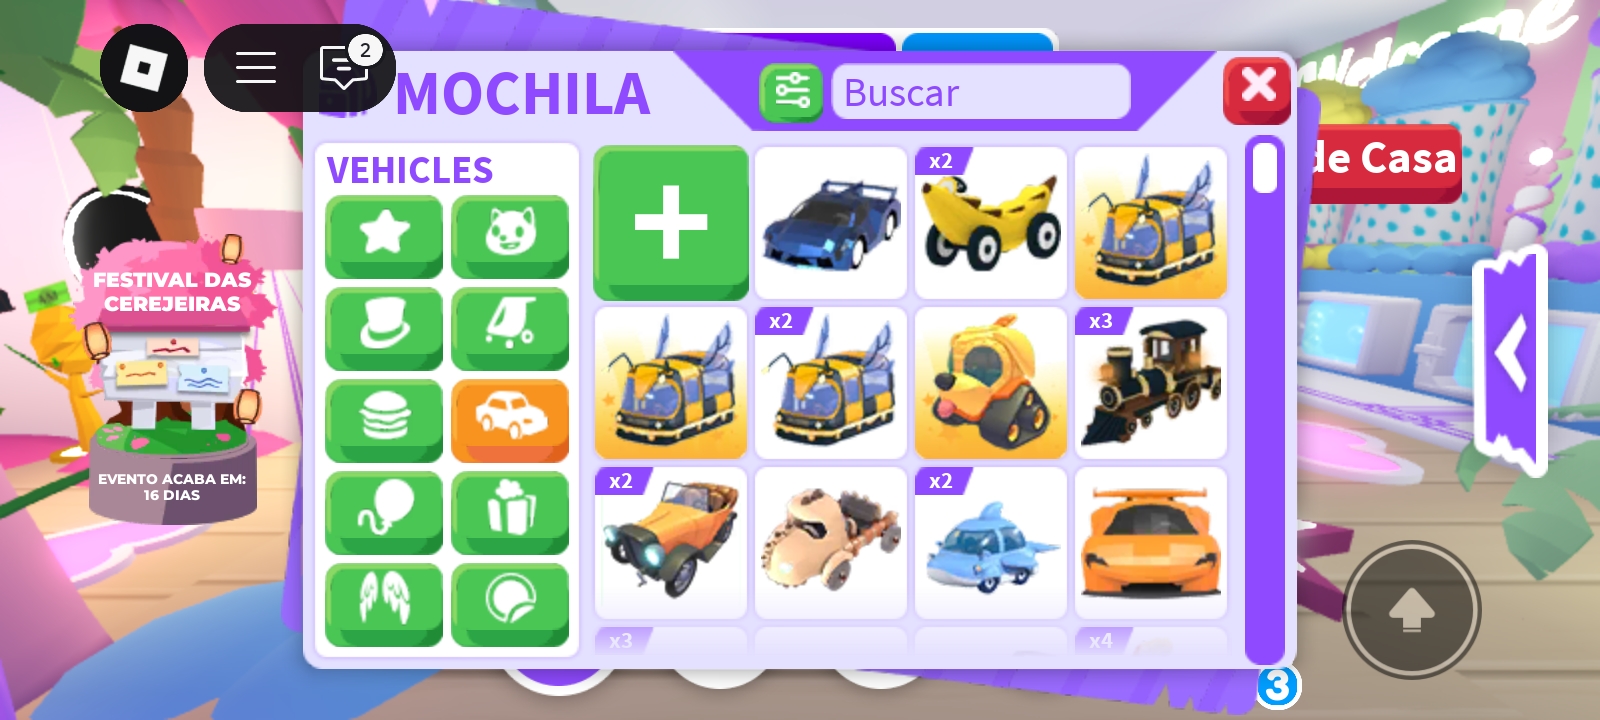 2
MOCHILA
Buscar
de Casa
VEHICLES
x2
x2
x3
x2
x2
x3
x4
FESTIVAL DAS
CEREJEIRAS
EVENTO ACABA EM:
16 DIAS
3